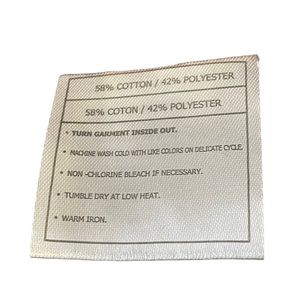 58% COTTON / 42% POLYESTER
58% COTON / 42% POLYESTER
• TURN GARMENT INSIDE OUT.
• MACHINE WASH COLD WITH LIKE COLORS ON DELICATE CYCLE.
• NON -CHLORINE BLEACH IF NECESSARY.
• TUMBLE DRY AT LOW HEAT.
• WARM IRON.